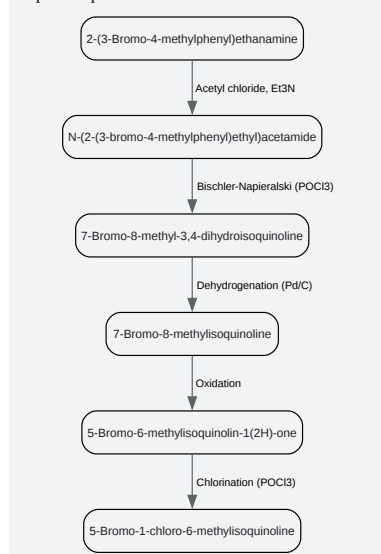 2-(3-Bromo-4-methylphenyl)ethanamine
Acetyl chloride, Et3N
N-(2-(3-bromo-4-methylphenyl)ethyl)acetamide
Bischler-Napieralski (POCl3)
7-Bromo-8-methyl-3,4-dihydroisoquinoline
Dehydrogenation (Pd/C)
7-Bromo-8-methylisoquinoline
Oxidation
5-Bromo-6-methylisoquinolin-1(2H)-one
Chlorination (POCl3)
5-Bromo-1-chloro-6-methylisoquinoline